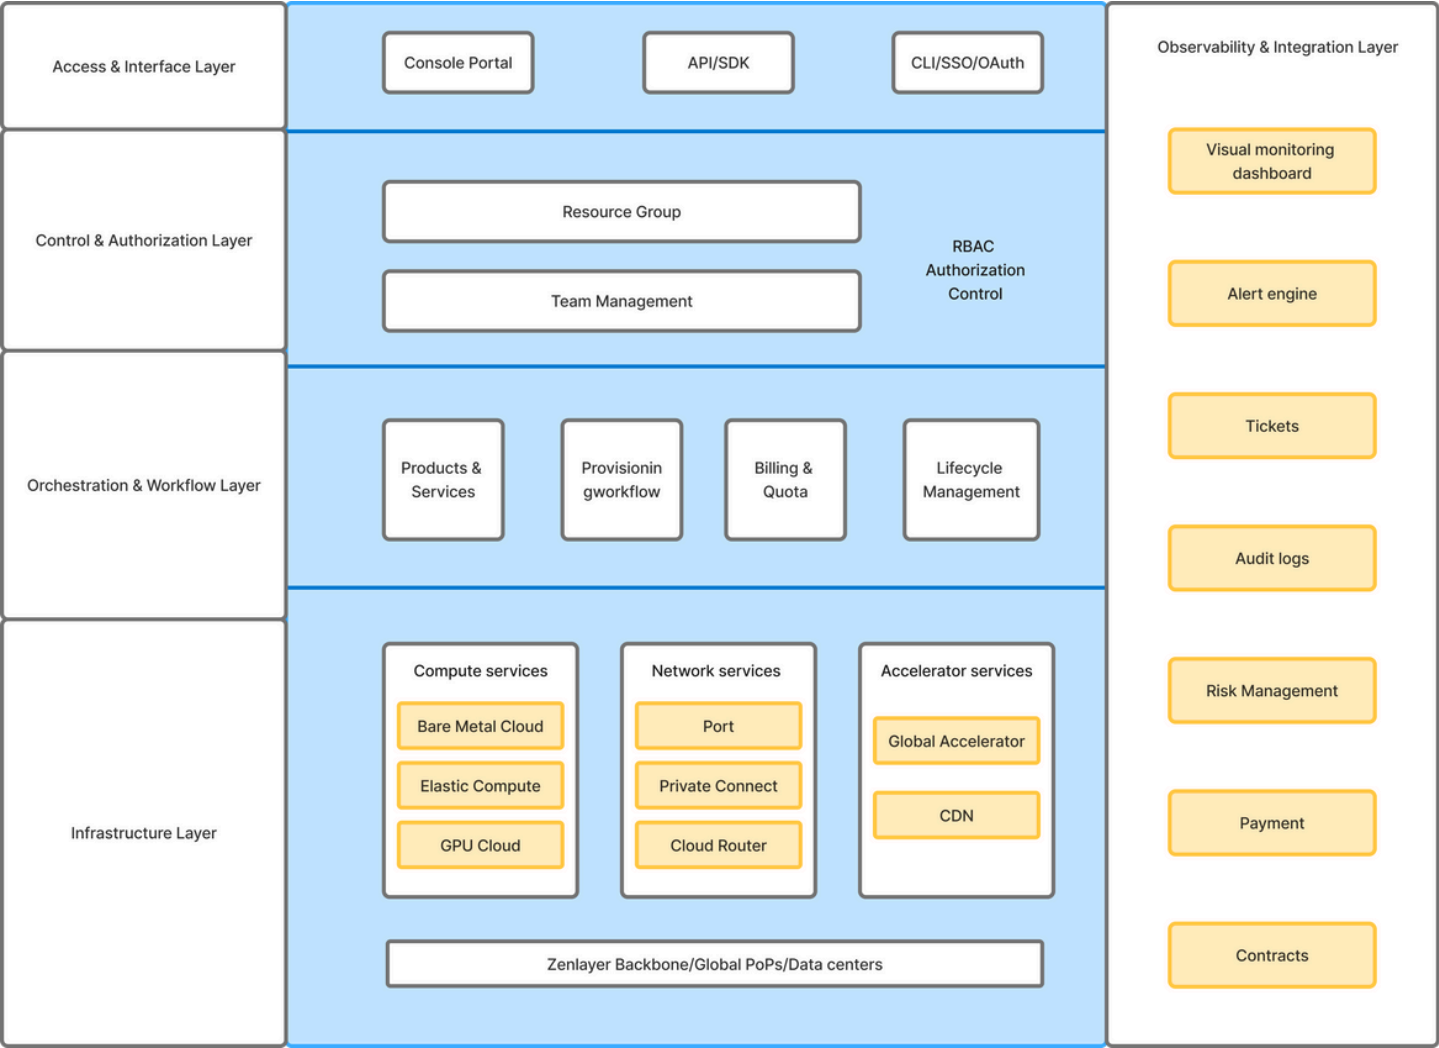 Access & Interface Layer
Console Portal
API/SDK
CLI/SSO/OAuth
Control & Authorization Layer
Resource Group
Team Management
RBAC
Authorization
Control
Orchestration & Workflow Layer
Products &
Services
Provisionin
gworkflow
Billing &
Quota
Lifecycle
Management
Infrastructure Layer
Compute services
Bare Metal Cloud
Elastic Compute
GPU Cloud
Network services
Port
Private Connect
Cloud Router
Accelerator services
Global Accelerator
CDN
Zenlayer Backbone/Global PoPs/Data centers
Observability & Integration Layer
Visual monitoring
dashboard
Alert engine
Tickets
Audit logs
Risk Management
Payment
Contracts